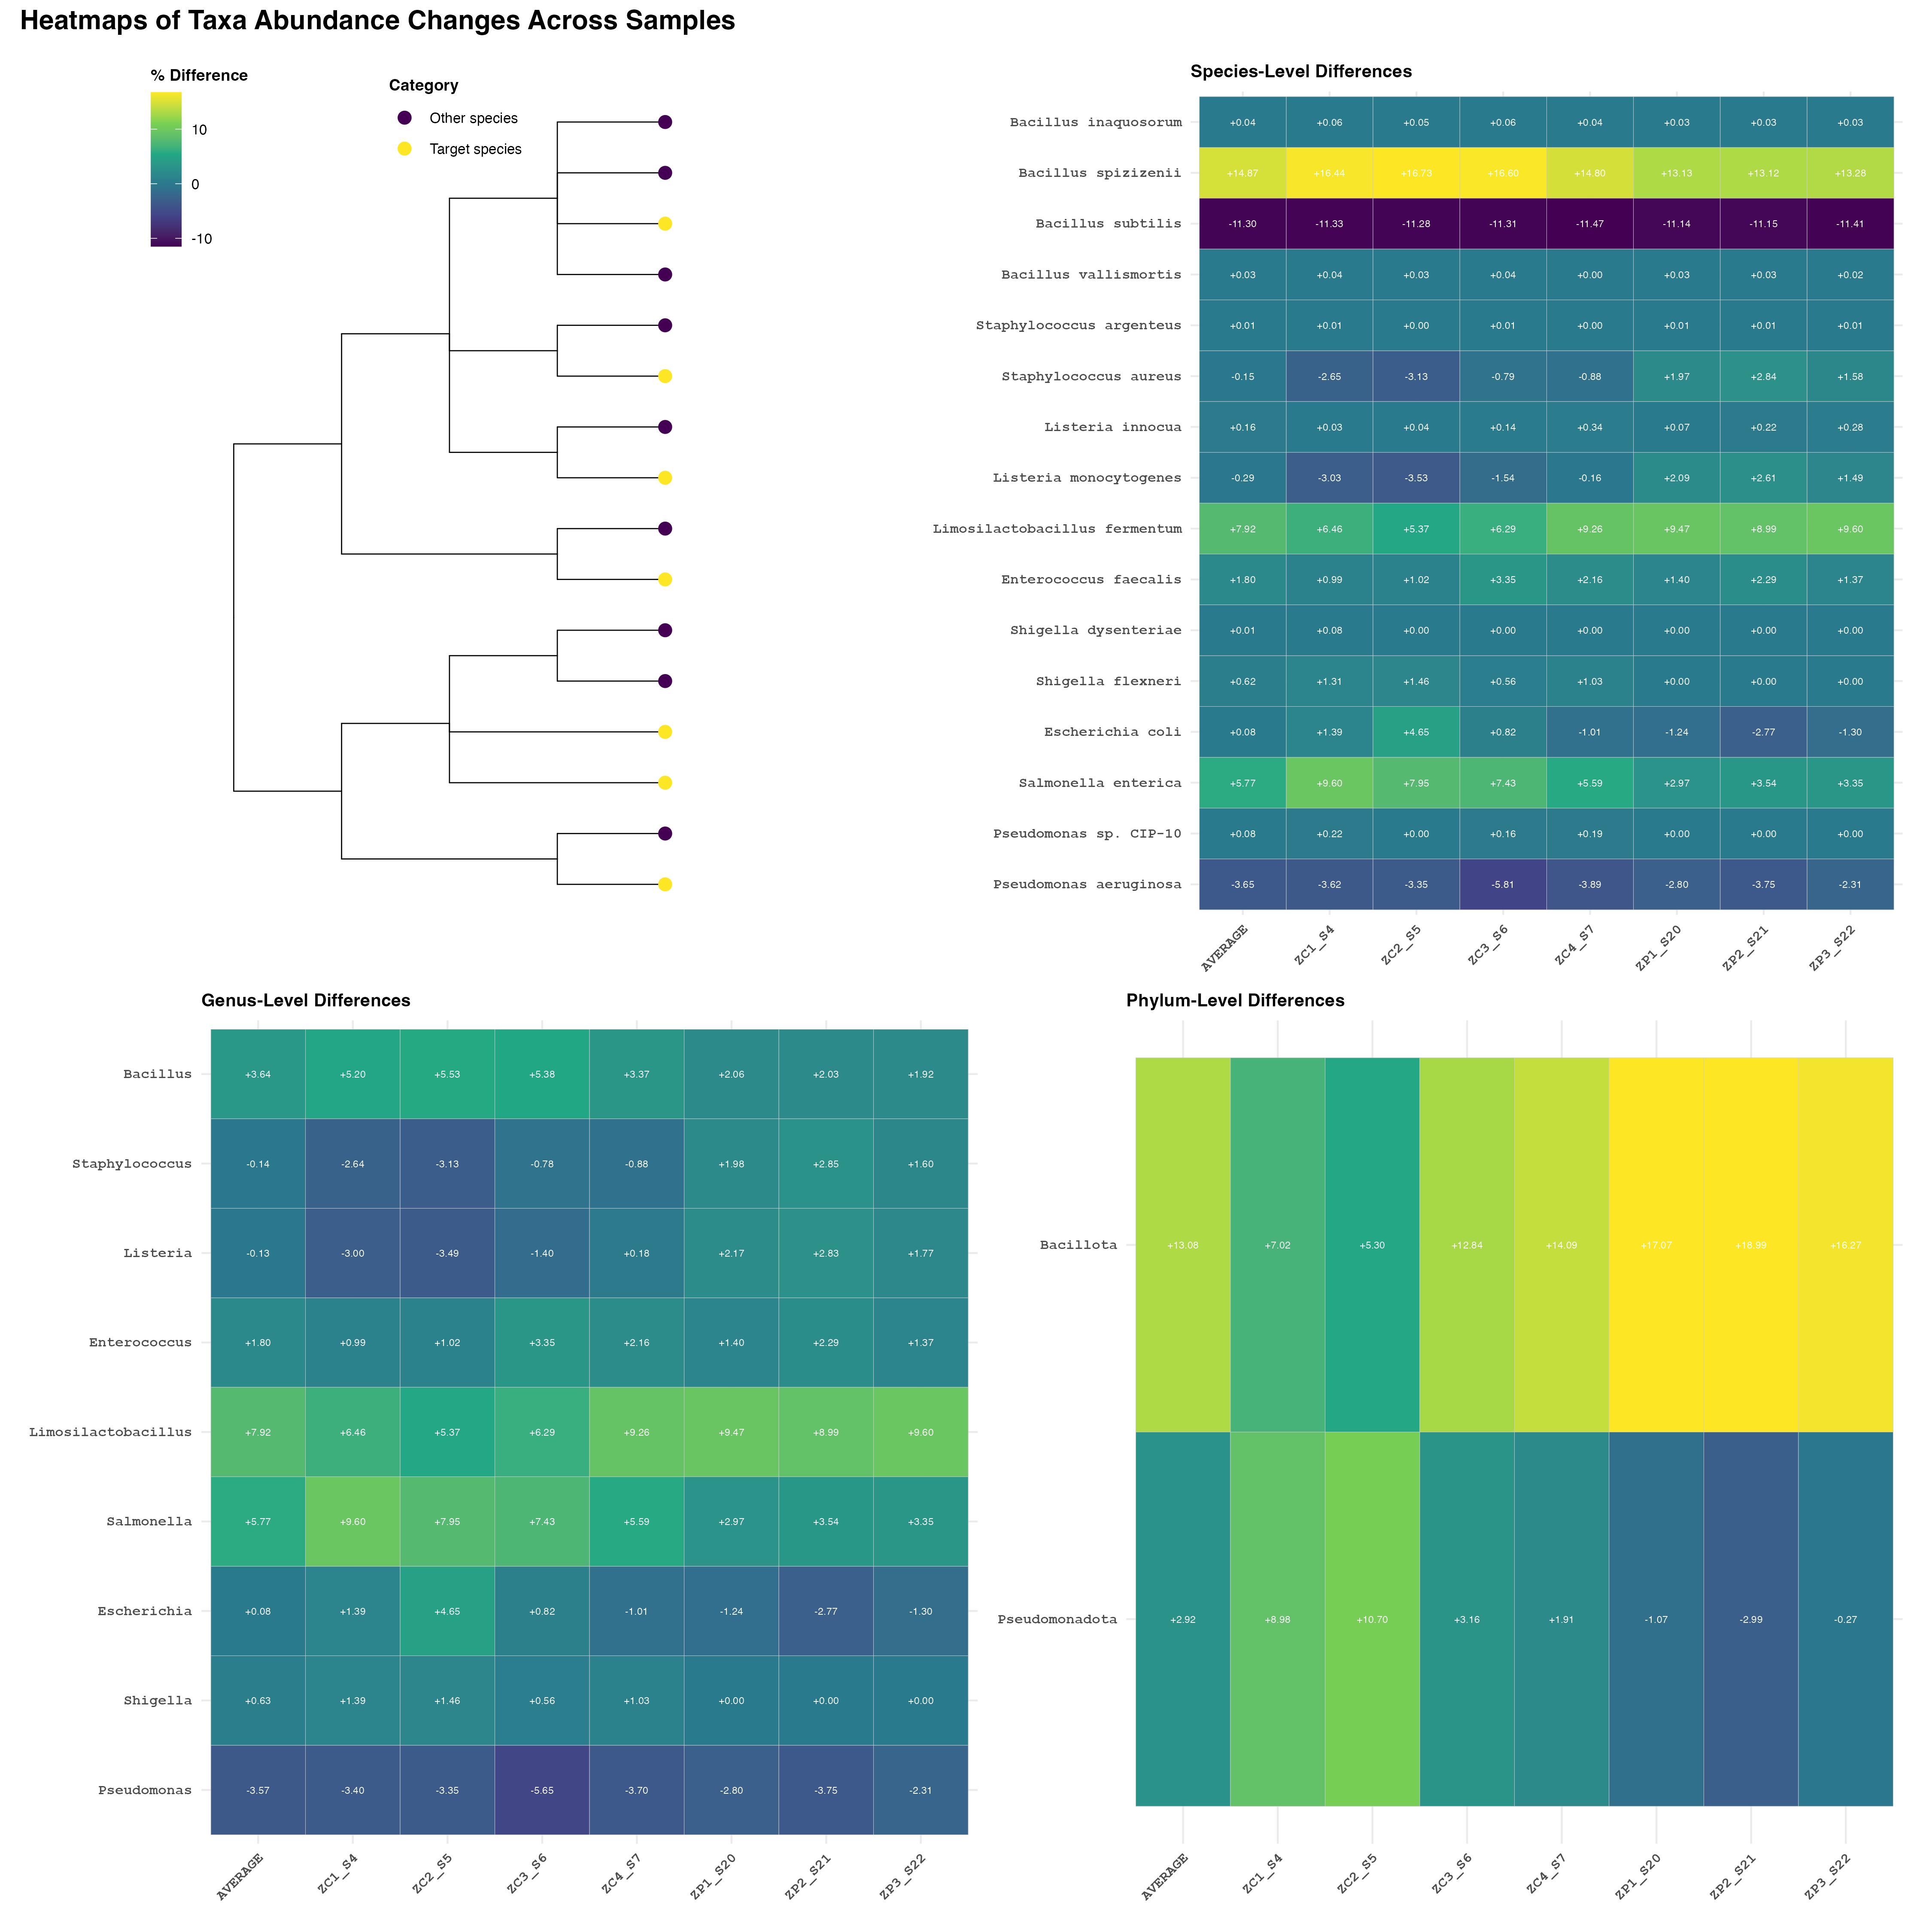 Heatmaps of Taxa Abundance Changes Across Samples
% Difference
10
0
-10
Category
Other species
Target species
Species-Level Differences
Bacillus inaquosorum +0.04 +0.06 +0.05 +0.06 +0.04 +0.03 +0.03 +0.03
Bacillus spizizenii +14.87 +16.44 +16.73 +16.60 +14.80 +13.13 +13.12 +13.28
Bacillus subtilis -11.30 -11.33 -11.28 -11.31 -11.47 -11.14 -11.15 -11.41
Bacillus vallismortis +0.03 +0.04 +0.03 +0.04 +0.00 +0.03 +0.03 +0.02
Staphylococcus argenteus +0.01 +0.01 +0.00 +0.01 +0.00 +0.01 +0.01 +0.01
Staphylococcus aureus -0.15 -2.65 -3.13 -0.79 -0.88 +1.97 +2.84 +1.58
Listeria innocua +0.16 +0.03 +0.04 +0.14 +0.34 +0.07 +0.22 +0.28
Listeria monocytogenes -0.29 -3.03 -3.53 -1.54 -0.16 +2.09 +2.61 +1.49
Limosilactobacillus fermentum +7.92 +6.46 +5.37 +6.29 +9.26 +9.47 +8.99 +9.60
Enterococcus faecalis +1.80 +0.99 +1.02 +3.35 +2.16 +1.40 +2.29 +1.37
Shigella dysenteriae +0.01 +0.08 +0.00 +0.00 +0.00 +0.00 +0.00 +0.00
Shigella flexneri +0.62 +1.31 +1.46 +0.56 +1.03 +0.00 +0.00 +0.00
Escherichia coli +0.08 +1.39 +4.65 +0.82 -1.01 -1.24 -2.77 -1.30
Salmonella enterica +5.77 +9.60 +7.95 +7.43 +5.59 +2.97 +3.54 +3.35
Pseudomonas sp. CIP-10 +0.08 +0.22 +0.00 +0.16 +0.19 +0.00 +0.00 +0.00
Pseudomonas aeruginosa -3.65 -3.62 -3.35 -5.81 -3.89 -2.80 -3.75 -2.31
AVERAGE ZC1_S4 ZC2_S5 ZC3_S6 ZC4_S7 ZP1_S20 ZP2_S21 ZP3_S22
Genus-Level Differences
Bacillus +3.64 +5.20 +5.53 +5.38 +3.37 +2.06 +2.03 +1.92
Staphylococcus -0.14 -2.64 -3.13 -0.78 -0.88 +1.98 +2.85 +1.60
Listeria -0.13 -3.00 -3.49 -1.40 +0.18 +2.17 +2.83 +1.77
Enterococcus +1.80 +0.99 +1.02 +3.35 +2.16 +1.40 +2.29 +1.37
Limosilactobacillus +7.92 +6.46 +5.37 +6.29 +9.26 +9.47 +8.99 +9.60
Salmonella +5.77 +9.60 +7.95 +7.43 +5.59 +2.97 +3.54 +3.35
Escherichia +0.08 +1.39 +4.65 +0.82 -1.01 -1.24 -2.77 -1.30
Shigella +0.63 +1.39 +1.46 +0.56 +1.03 +0.00 +0.00 +0.00
Pseudomonas -3.57 -3.40 -3.35 -5.65 -3.70 -2.80 -3.75 -2.31
AVERAGE ZC1_S4 ZC2_S5 ZC3_S6 ZC4_S7 ZP1_S20 ZP2_S21 ZP3_S22
Phylum-Level Differences
Bacillota +13.08 +7.02 +5.30 +12.84 +14.09 +17.07 +18.99 +16.27
Pseudomonadota +2.92 +8.98 +10.70 +3.16 +1.91 -1.07 -2.99 -0.27
AVERAGE ZC1_S4 ZC2_S5 ZC3_S6 ZC4_S7 ZP1_S20 ZP2_S21 ZP3_S22